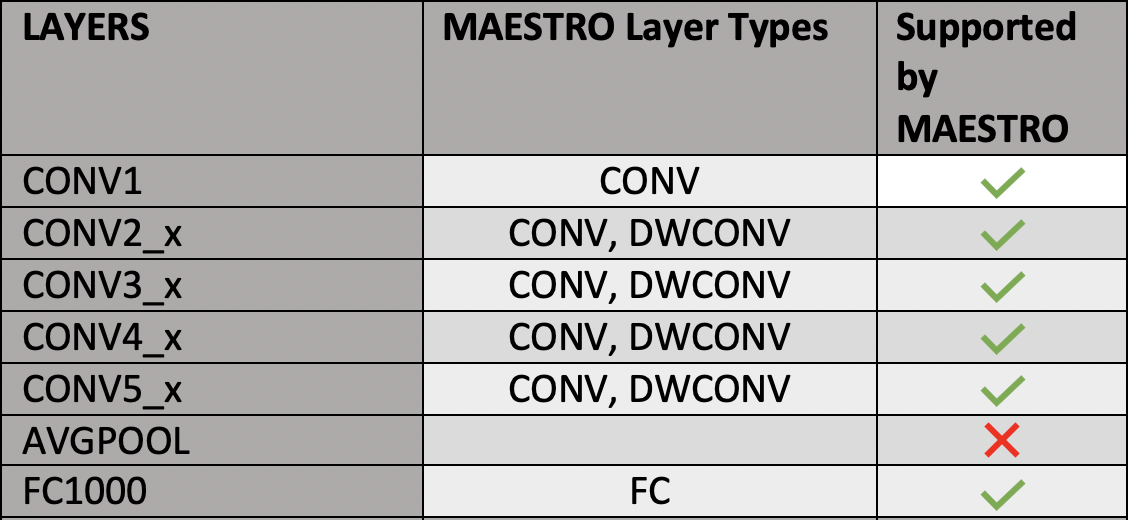 LAYERS MAESTRO Layer Types Supported
by
MAESTRO
CONV1 CONV ✓
CONV2_x CONV, DWCONV ✓
CONV3_x CONV, DWCONV ✓
CONV4_x CONV, DWCONV ✓
CONV5_x CONV, DWCONV ✓
AVGPOOL ✕
FC1000 FC ✓